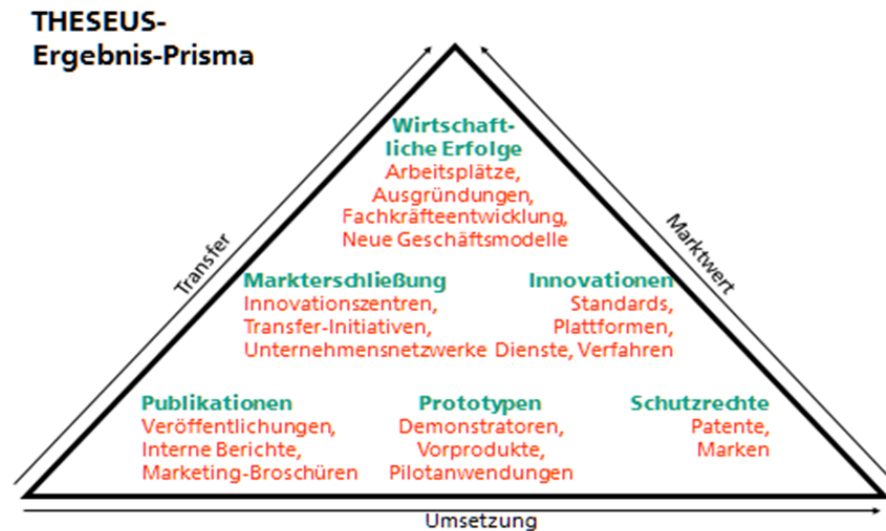 THESEUS-
Ergebnis-Prisma
Wirtschaft-
liche Erfolge
Arbeitsplätze,
Ausgründungen,
Fachkräfteentwicklung,
Neue Geschäftsmodelle
Transfer
Marktwert
Markterschließung
Innovationszentren,
Transfer-Initiativen,
Unternehmensnetzwerke
Innovationen
Standards,
Plattformen,
Dienste, Verfahren
Publikationen
Veröffentlichungen,
Interne Berichte,
Marketing-Broschüren
Prototypen
Demonstratoren,
Vorprodukte,
Pilotanwendungen
Schutzrechte
Patente,
Marken
Umsetzung